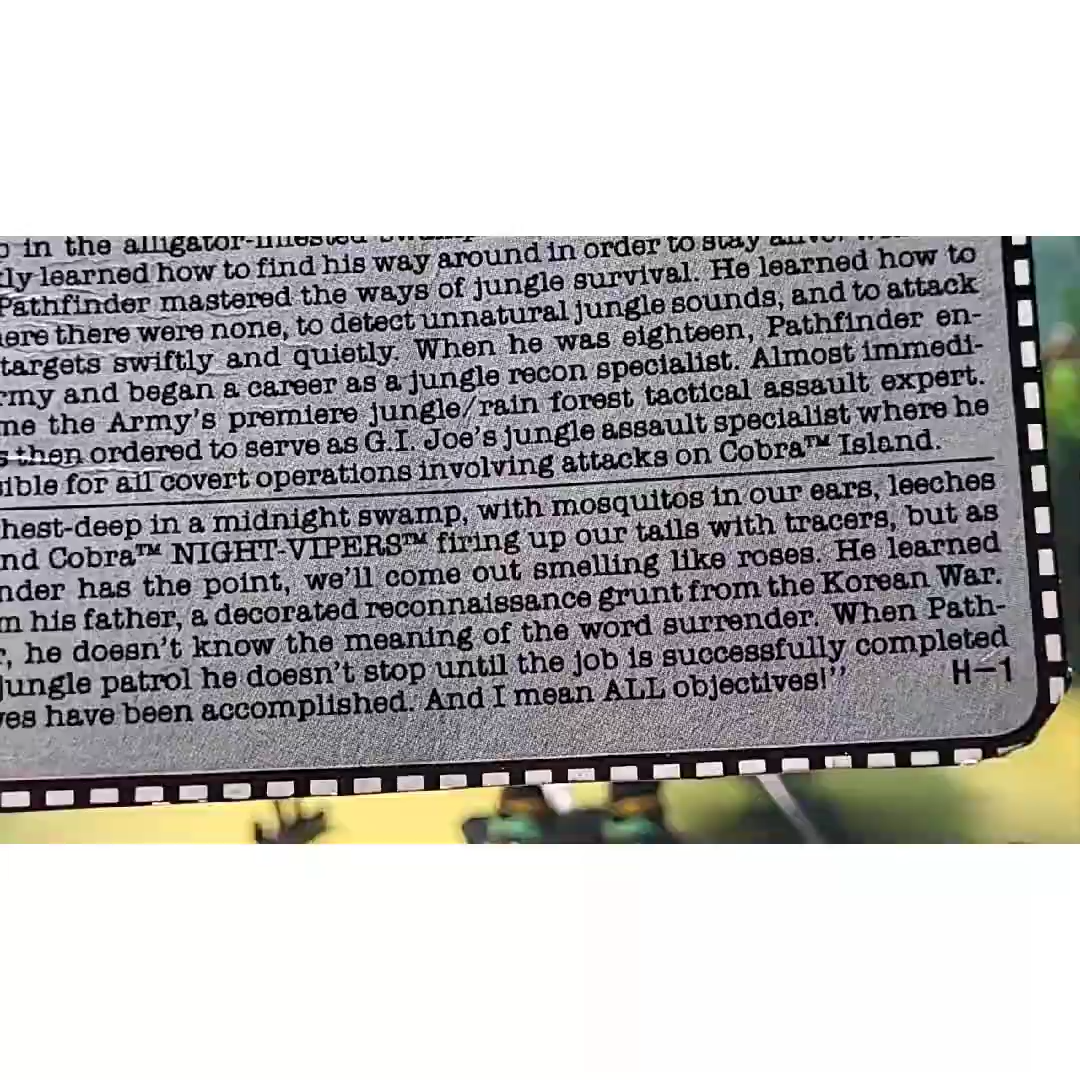 in the alligator-infested
ly learned how to find his way around in order to stay
Pathfinder mastered the ways of jungle survival. He learned how to
ere there were none, to detect unnatural jungle sounds, and to attack
targets swiftly and quietly. When he was eighteen, Pathfinder en-
rmy and began a career as a jungle recon specialist. Almost immedi-
me the Army's premiere jungle/rain forest tactical assault expert.
s then ordered to serve as G.I. Joe's jungle assault specialist where he
ible for all covert operations involving attacks on Cobra™ Island.
hest-deep in a midnight swamp, with mosquitos in our ears, leeches
nd Cobra™ NIGHT-VIPERS™ firing up our tails with tracers, but as
nder has the point, we'll come out smelling like roses. He learned
m his father, a decorated reconnaissance grunt from the Korean War.
, he doesn't know the meaning of the word surrender. When Path-
jungle patrol he doesn't stop until the job is successfully completed
ves have been accomplished. And I mean ALL objectives!"
H-1